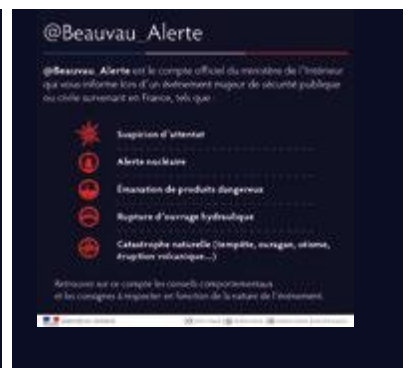 @Beauvau_Alerte
@Beauvau_Alerte est le compte officiel du ministère de l'Intérieur
qui vous informe lors d'un événement majeur de sécurité publique
ou civile survenant en France, tels que :
Suspicion d'attentat
Alerte nucléaire
Émanation de produits dangereux
Rupture d'ouvrage hydraulique
Catastrophe naturelle (tempête, ouragan, séisme,
éruption volcanique...)
Retrouvez sur ce compte les conseils comportementaux
et les consignes à respecter en fonction de la nature de l'événement.